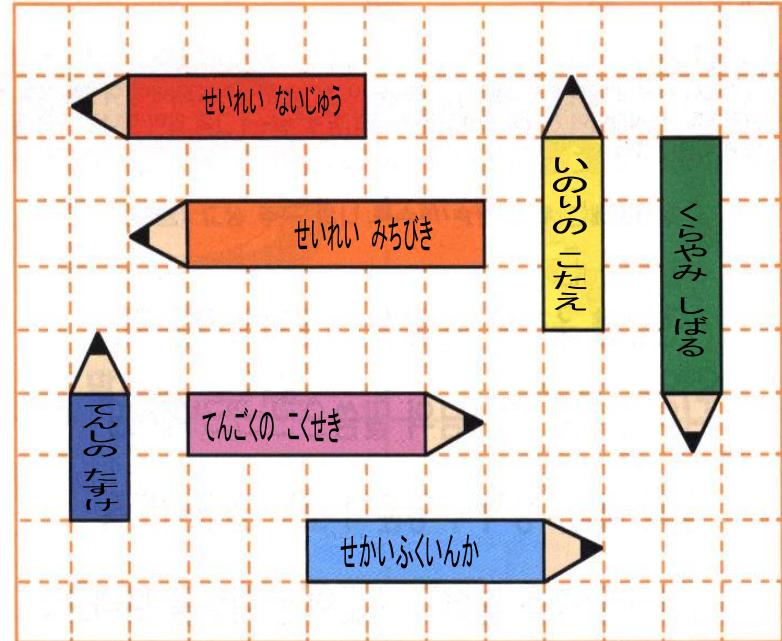 せいれい ないじゅう
せいれい みちびき
いのりの こたえ
くらやみ しばる
てんしの たすけ
てんごくの こくせき
せかいふくいんか